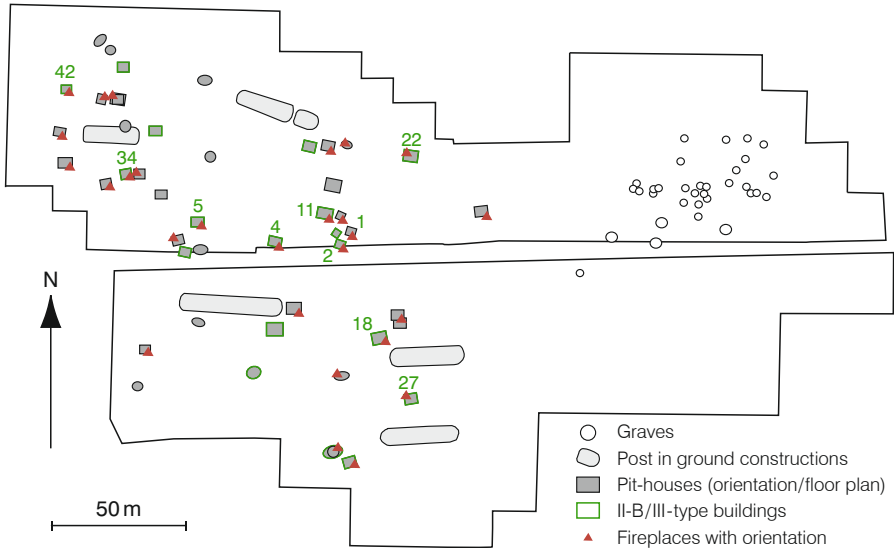 42
22
34
5
11
4
1
2
N
18
27
50 m
Graves
Post in ground constructions
Pit-houses (orientation/floor plan)
II-B/III-type buildings
Fireplaces with orientation